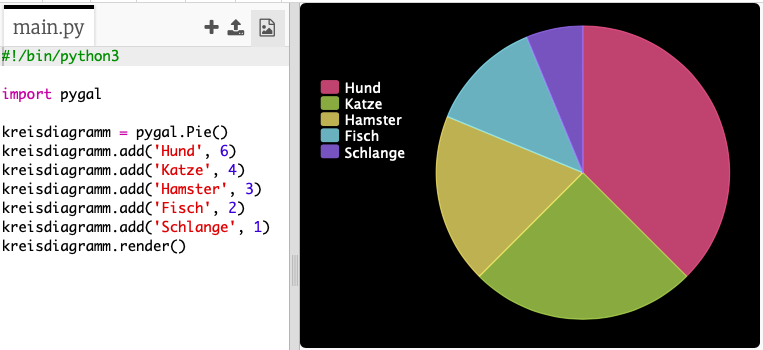 main.py
#!/bin/python3
import pygal
kreisdiagramm = pygal.Pie()
kreisdiagramm.add('Hund', 6)
kreisdiagramm.add('Katze', 4)
kreisdiagramm.add('Hamster', 3)
kreisdiagramm.add('Fisch', 2)
kreisdiagramm.add('Schlange', 1)
kreisdiagramm.render()
Hund
Katze
Hamster
Fisch
Schlange